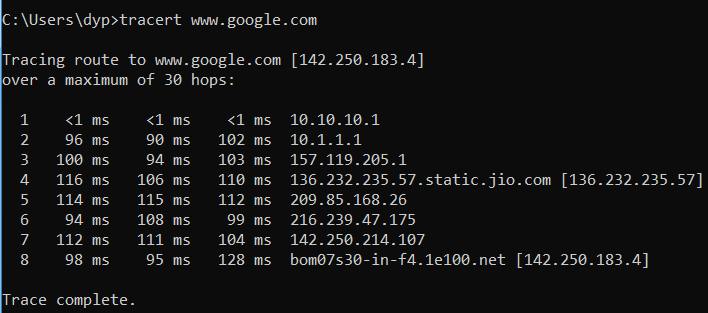 C:\Users\dyp>tracert www.google.com
Tracing route to www.google.com [142.250.183.4]
over a maximum of 30 hops:
1 <1 ms <1 ms <1 ms 10.10.10.1
2 96 ms 90 ms 102 ms 10.1.1.1
3 100 ms 94 ms 103 ms 157.119.205.1
4 116 ms 106 ms 110 ms 136.232.235.57.static.jio.com [136.232.235.57]
5 114 ms 115 ms 112 ms 209.85.168.26
6 94 ms 108 ms 99 ms 216.239.47.175
7 112 ms 111 ms 104 ms 142.250.214.107
8 98 ms 95 ms 128 ms bom07s30-in-f4.1e100.net [142.250.183.4]
Trace complete.